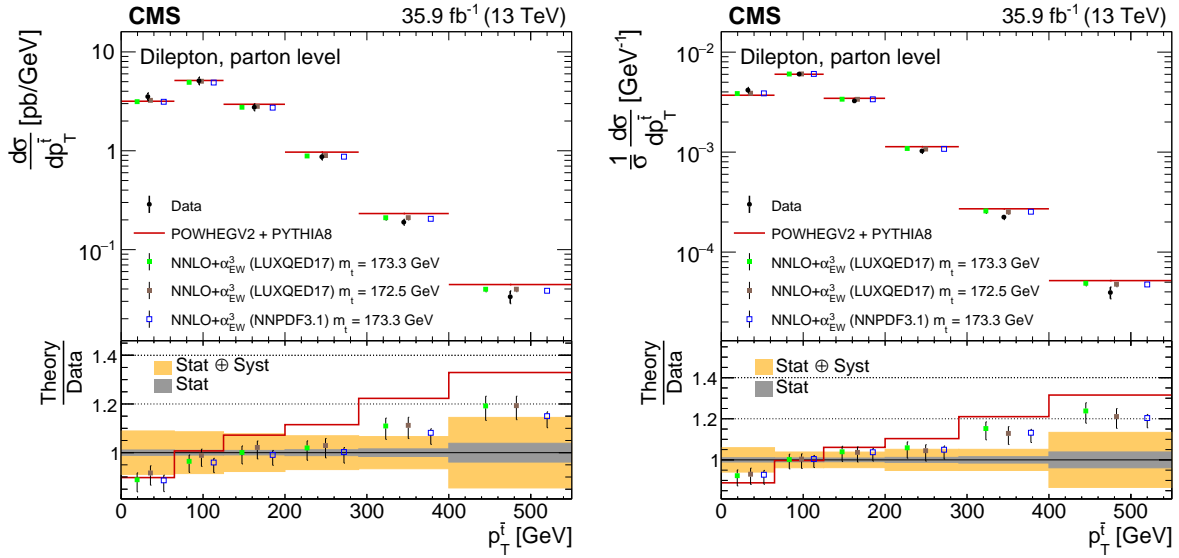 CMS 35.9 fb⁻¹ (13 TeV)
Dilepton, parton level
dσ/dp_T^t̄ [pb/GeV]
10
1
10⁻¹
Data
POWHEGV2 + PYTHIA8
NNLO+α³_EW (LUXQED17) m_t = 173.3 GeV
NNLO+α³_EW (LUXQED17) m_t = 172.5 GeV
NNLO+α³_EW (NNPDF3.1) m_t = 173.3 GeV
Theory/Data
1.4
1.2
1
Stat ⊕ Syst
Stat
0 100 200 300 400 500
p_T^t̄ [GeV]
CMS 35.9 fb⁻¹ (13 TeV)
Dilepton, parton level
1/σ dσ/dp_T^t̄ [GeV⁻¹]
10⁻²
10⁻³
10⁻⁴
Data
POWHEGV2 + PYTHIA8
NNLO+α³_EW (LUXQED17) m_t = 173.3 GeV
NNLO+α³_EW (LUXQED17) m_t = 172.5 GeV
NNLO+α³_EW (NNPDF3.1) m_t = 173.3 GeV
Theory/Data
1.4
1.2
1
Stat ⊕ Syst
Stat
0 100 200 300 400 500
p_T^t̄ [GeV]